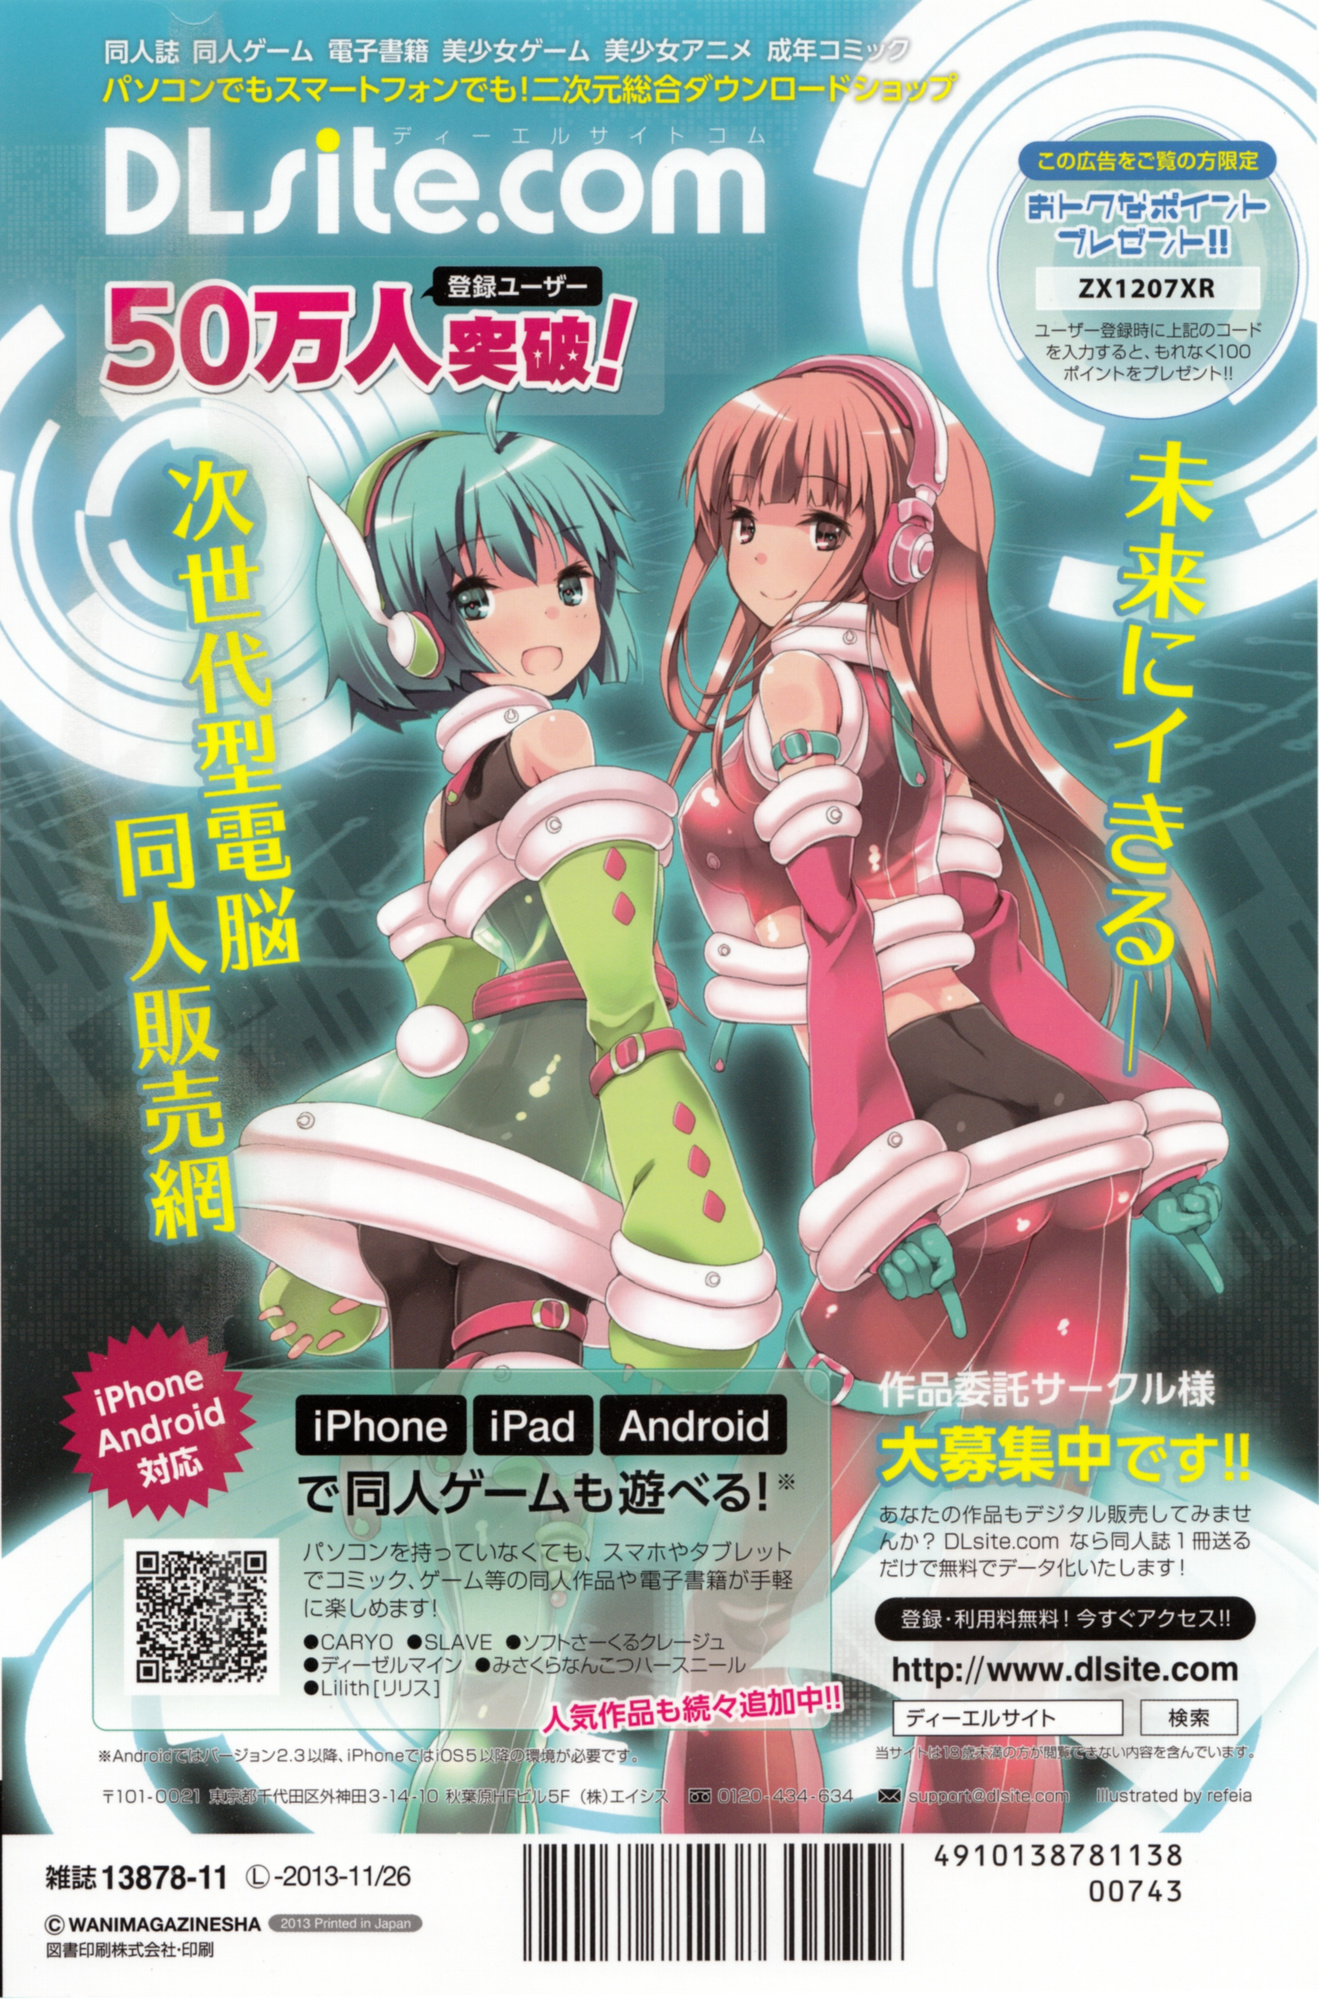 同人誌 同人ゲーム 電子書籍 美少女ゲーム 美少女アニメ 成年コミック
パソコンでもスマートフォンでも!二次元総合ダウンロードショップ
ディーエルサイトコム
DLsite.com
登録ユーザー
50万人突破!
この広告をご覧の方限定
おトクなポイント
プレゼント!!
ZX1207XR
ユーザー登録時に上記のコード
を入力すると、もれなく100
ポイントをプレゼント!!
未来にイきる―
次世代型電脳
同人販売網
iPhone
Android
対応
iPhone iPad Android
で同人ゲームも遊べる!※
パソコンを持っていなくても、スマホやタブレット
でコミック、ゲーム等の同人作品や電子書籍が手軽
に楽しめます!
●CARYO ●SLAVE ●ソフトさーくるクレージュ
●ディーゼルマイン ●みさくらなんこつハースニール
●Lilith[リリス]
人気作品も続々追加中!!
作品委託サークル様
大募集中です!!
あなたの作品もデジタル販売してみませ
んか? DLsite.com なら同人誌1冊送る
だけで無料でデータ化いたします!
登録・利用料無料! 今すぐアクセス!!
http://www.dlsite.com
ディーエルサイト 検索
※Androidではバージョン2.3以降、iPhoneではiOS5以降の環境が必要です。
当サイトは18歳未満の方が閲覧できない内容を含んでいます。
〒101-0021 東京都千代田区外神田3-14-10 秋葉原HFビル5F (株)エイシス 0120-434-634 support@dlsite.com Illustrated by refeia
雑誌13878-11 Ⓛ-2013-11/26
©WANIMAGAZINESHA 2013 Printed in Japan
図書印刷株式会社・印刷
4910138781138
00743